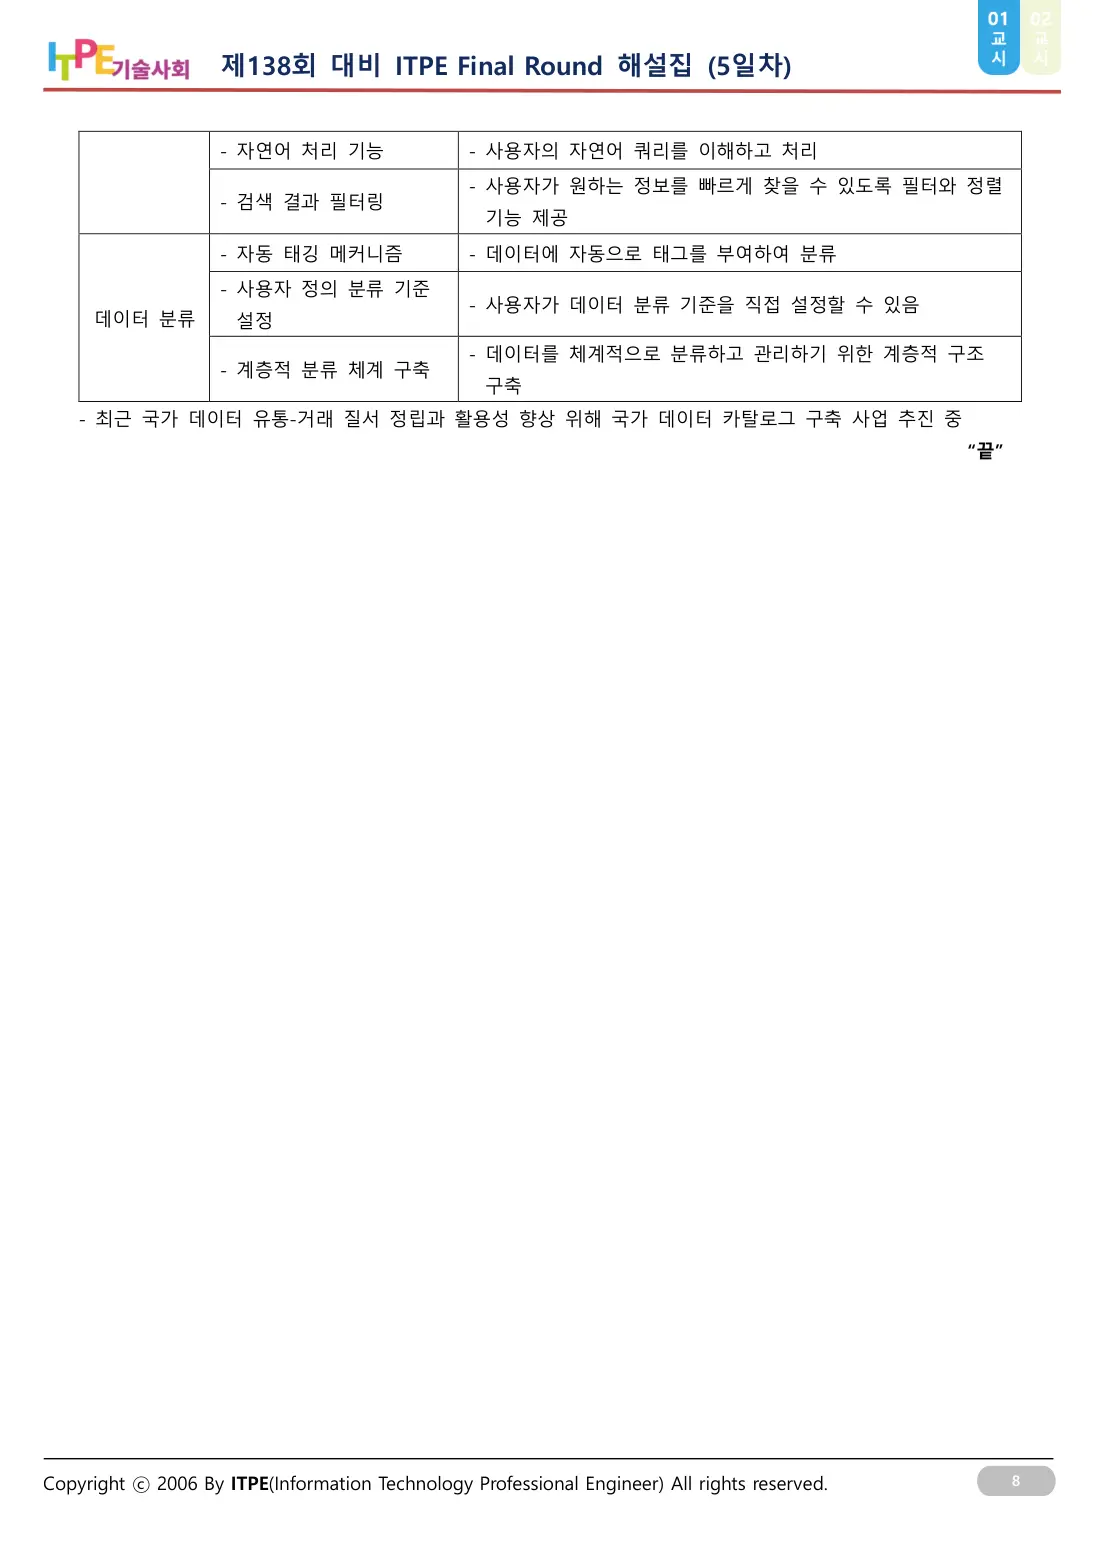 ITPE기술사회 제138회 대비 ITPE Final Round 해설집 (5일차)
01
교
시
02
교
시
- 자연어 처리 기능
- 사용자의 자연어 쿼리를 이해하고 처리
- 검색 결과 필터링
- 사용자가 원하는 정보를 빠르게 찾을 수 있도록 필터와 정렬
기능 제공
데이터 분류
- 자동 태깅 메커니즘
- 데이터에 자동으로 태그를 부여하여 분류
- 사용자 정의 분류 기준
설정
- 사용자가 데이터 분류 기준을 직접 설정할 수 있음
- 계층적 분류 체계 구축
- 데이터를 체계적으로 분류하고 관리하기 위한 계층적 구조
구축
- 최근 국가 데이터 유통-거래 질서 정립과 활용성 향상 위해 국가 데이터 카탈로그 구축 사업 추진 중
“끝”
Copyright ⓒ 2006 By ITPE(Information Technology Professional Engineer) All rights reserved.
8